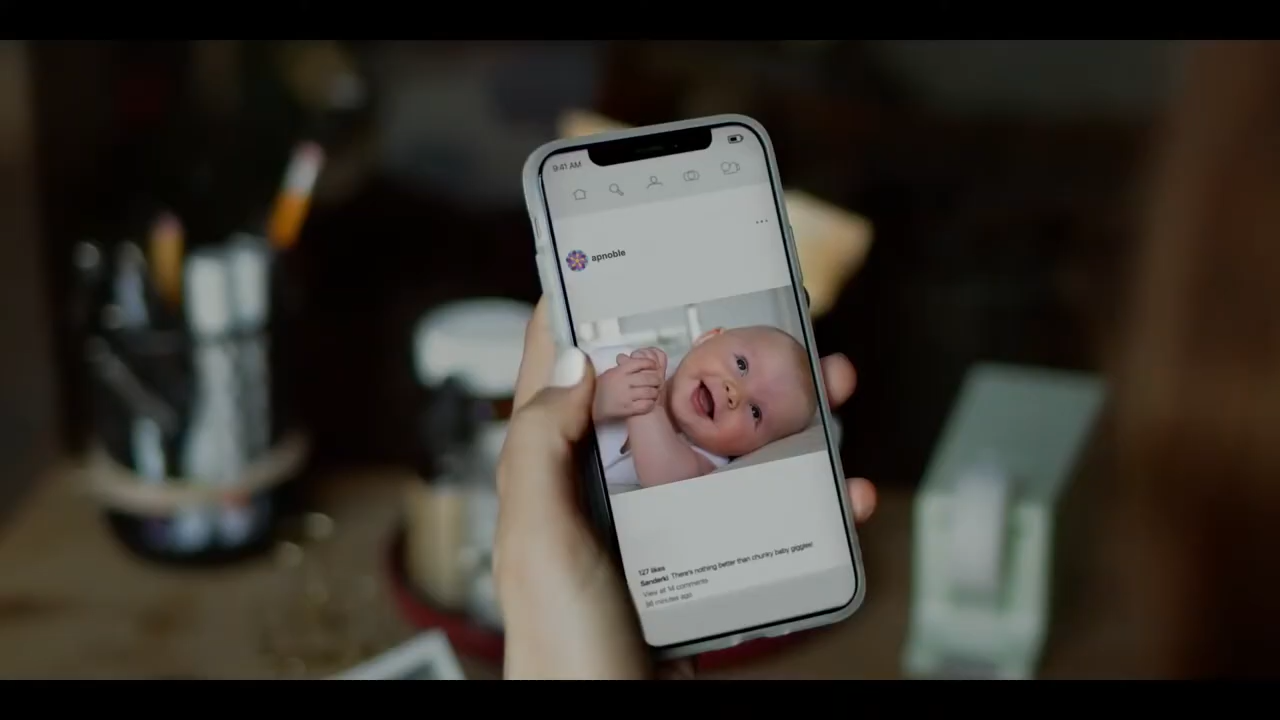 9:41 AM
apnoble
127 likes
Sanderki There's nothing better than chunky baby giggles!
View all 14 comments
36 minutes ago